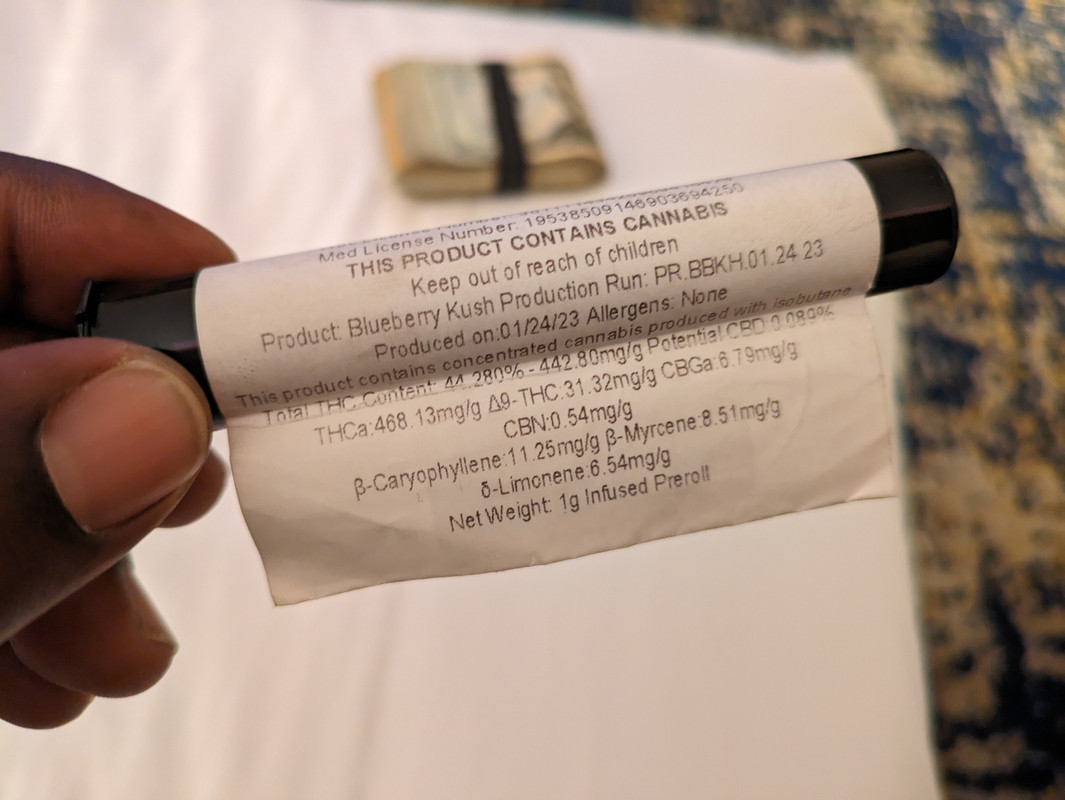 Med License Number: 195385091469036942​50
THIS PRODUCT CONTAINS CANNABIS
Keep out of reach of children
Product: Blueberry Kush Production Run: PR.BBKH.01.24 23
Produced on:01/24/23 Allergens: None
This product contains concentrated cannabis produced with isobutane
Total THC Content: 44.280% - 442.80mg/g Potential CBD 0.089%
THCa:468.13mg/g Δ9-THC:31.32mg/g CBGa:6.79mg/g
CBN:0.54mg/g
β-Caryophyllene:11.25mg/g β-Myrcene:8.51mg/g
δ-Limonene:6.54mg/g
Net Weight: 1g Infused Preroll